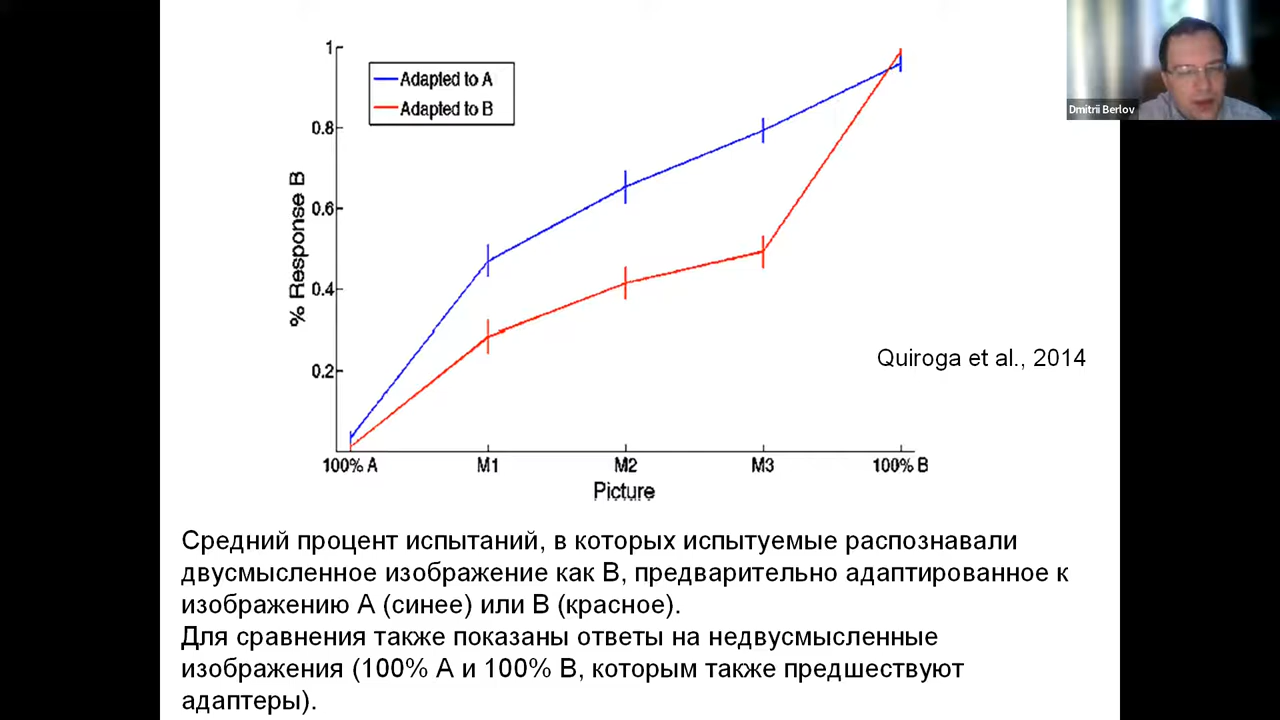 1
Adapted to A
Adapted to B
0.8
0.6
0.4
0.2
% Response B
100% A
M1
M2
M3
100% B
Picture
Dmitrii Berlov
Quiroga et al., 2014
Средний процент испытаний, в которых испытуемые распознавали
двусмысленное изображение как B, предварительно адаптированное к
изображению A (синее) или B (красное).
Для сравнения также показаны ответы на недвусмысленные
изображения (100% A и 100% B, которым также предшествуют
адаптеры).